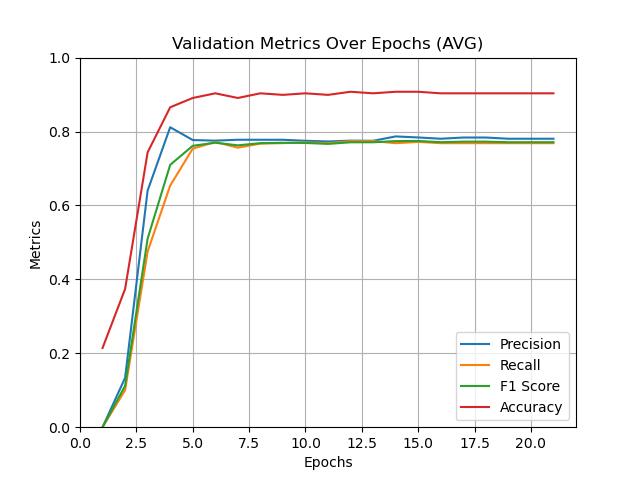 Validation Metrics Over Epochs (AVG)
1.0
0.8
0.6
0.4
0.2
0.0
Metrics
0.0 2.5 5.0 7.5 10.0 12.5 15.0 17.5 20.0
Epochs
Precision
Recall
F1 Score
Accuracy